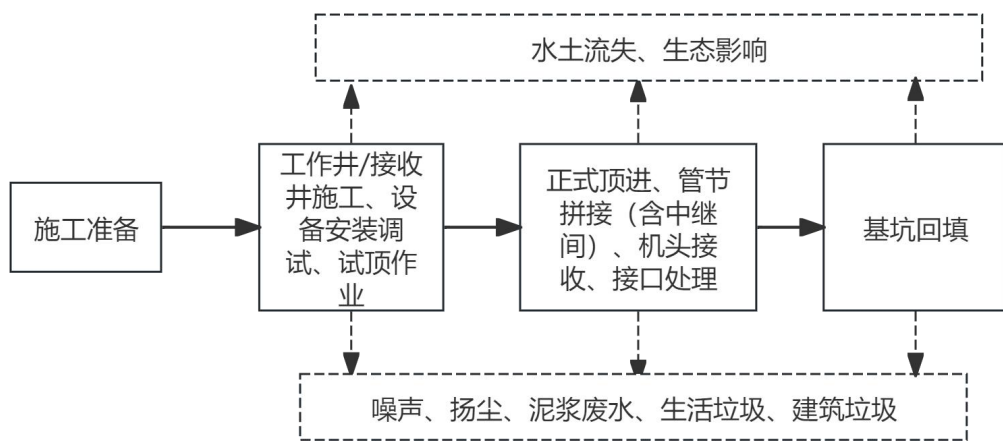 水土流失、生态影响
施工准备
工作井/接收
井施工、设
备安装调
试、试顶作
业
正式顶进、管节
拼接（含中继
间）、机头接
收、接口处理
基坑回填
噪声、扬尘、泥浆废水、生活垃圾、建筑垃圾